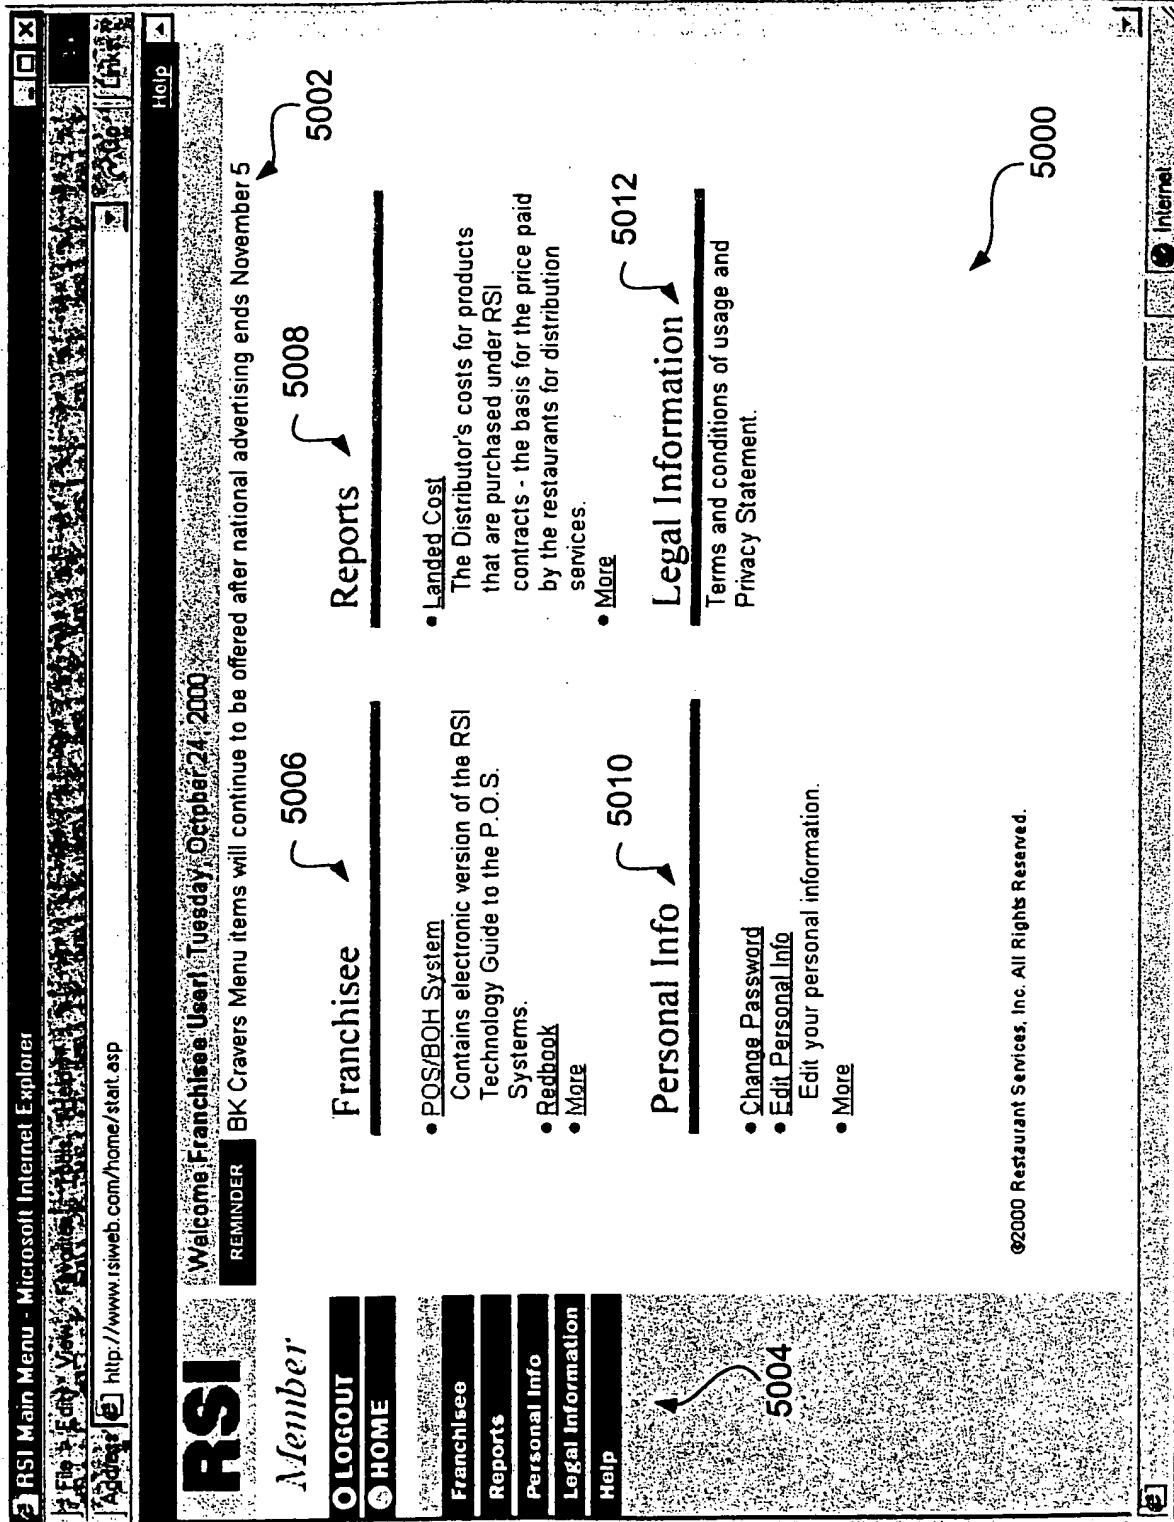 RSI Main Menu - Microsoft Internet Explorer
File Edit View Favorites Tools Help
Address http://www.rsiweb.com/home/start.asp Go Links
Help
RSI
Welcome Franchisee User! Tuesday, October 24, 2000
REMINDER BK Cravers Menu items will continue to be offered after national advertising ends November 5
5002
Member
LOGOUT
HOME
Franchisee
Reports
Personal Info
Legal Information
Help
5004
Franchisee
5006
• POS/BOH System
Contains electronic version of the RSI
Technology Guide to the P.O.S.
Systems.
• Redbook
• More
Reports
5008
• Landed Cost
The Distributor's costs for products
that are purchased under RSI
contracts - the basis for the price paid
by the restaurants for distribution
services.
• More
Personal Info
5010
• Change Password
• Edit Personal Info
Edit your personal information.
• More
Legal Information
5012
Terms and conditions of usage and
Privacy Statement.
©2000 Restaurant Services, Inc. All Rights Reserved.
5000
Internet